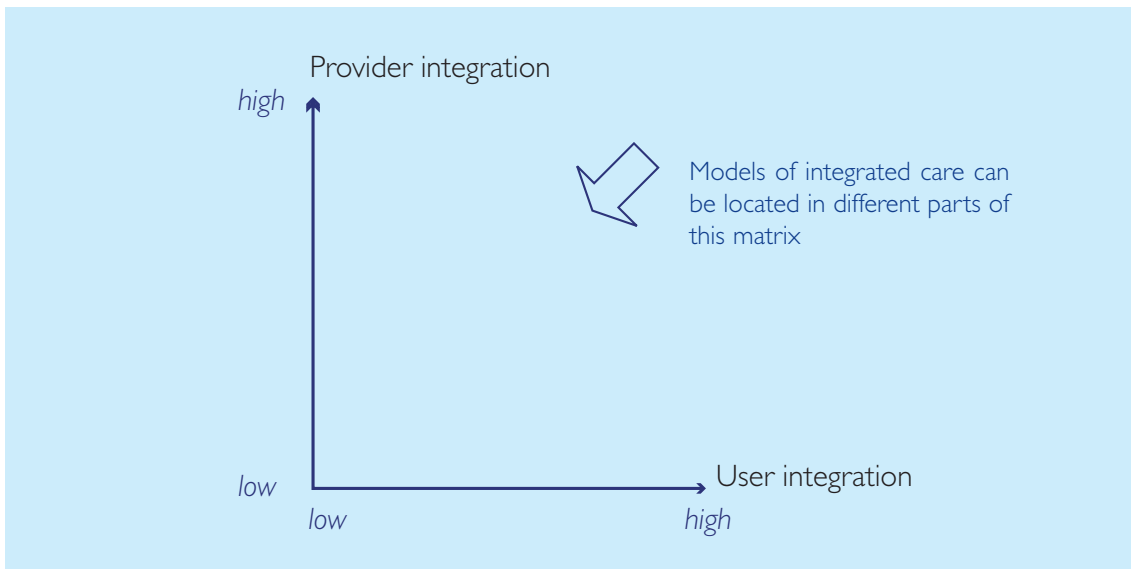 Provider integration
high
Models of integrated care can
be located in different parts of
this matrix
low
User integration
low
high